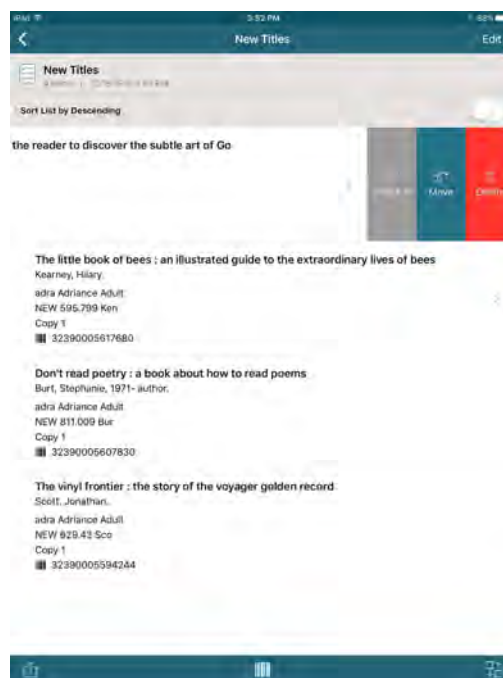 iPad
3:52 PM
88%
New Titles
Edit
New Titles
Sort List by Descending
the reader to discover the subtle art of Go
Move
Delete
The little book of bees : an illustrated guide to the extraordinary lives of bees
Kearney, Hilary.
adra Adriance Adult
NEW 595.799 Ken
Copy 1
32390005617680
Don't read poetry : a book about how to read poems
Burt, Stephanie, 1971- author.
adra Adriance Adult
NEW 811.009 Bur
Copy 1
32390005607830
The vinyl frontier : the story of the voyager golden record
Scott, Jonathan.
adra Adriance Adult
NEW 629.43 Sco
Copy 1
32390005594244